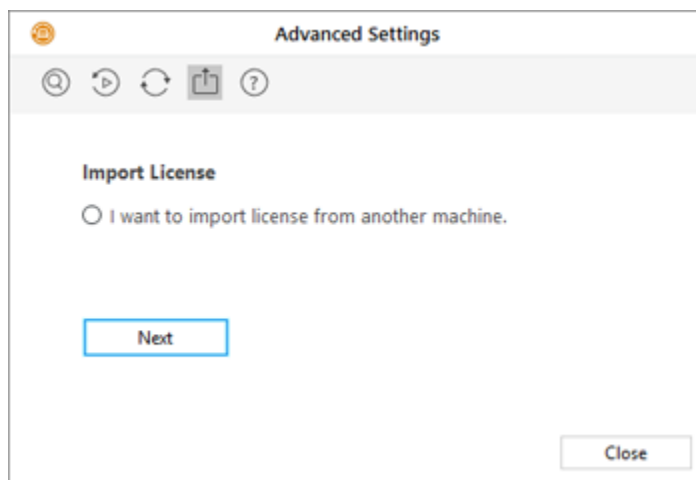 Advanced Settings
Import License
I want to import license from another machine.
Next
Close